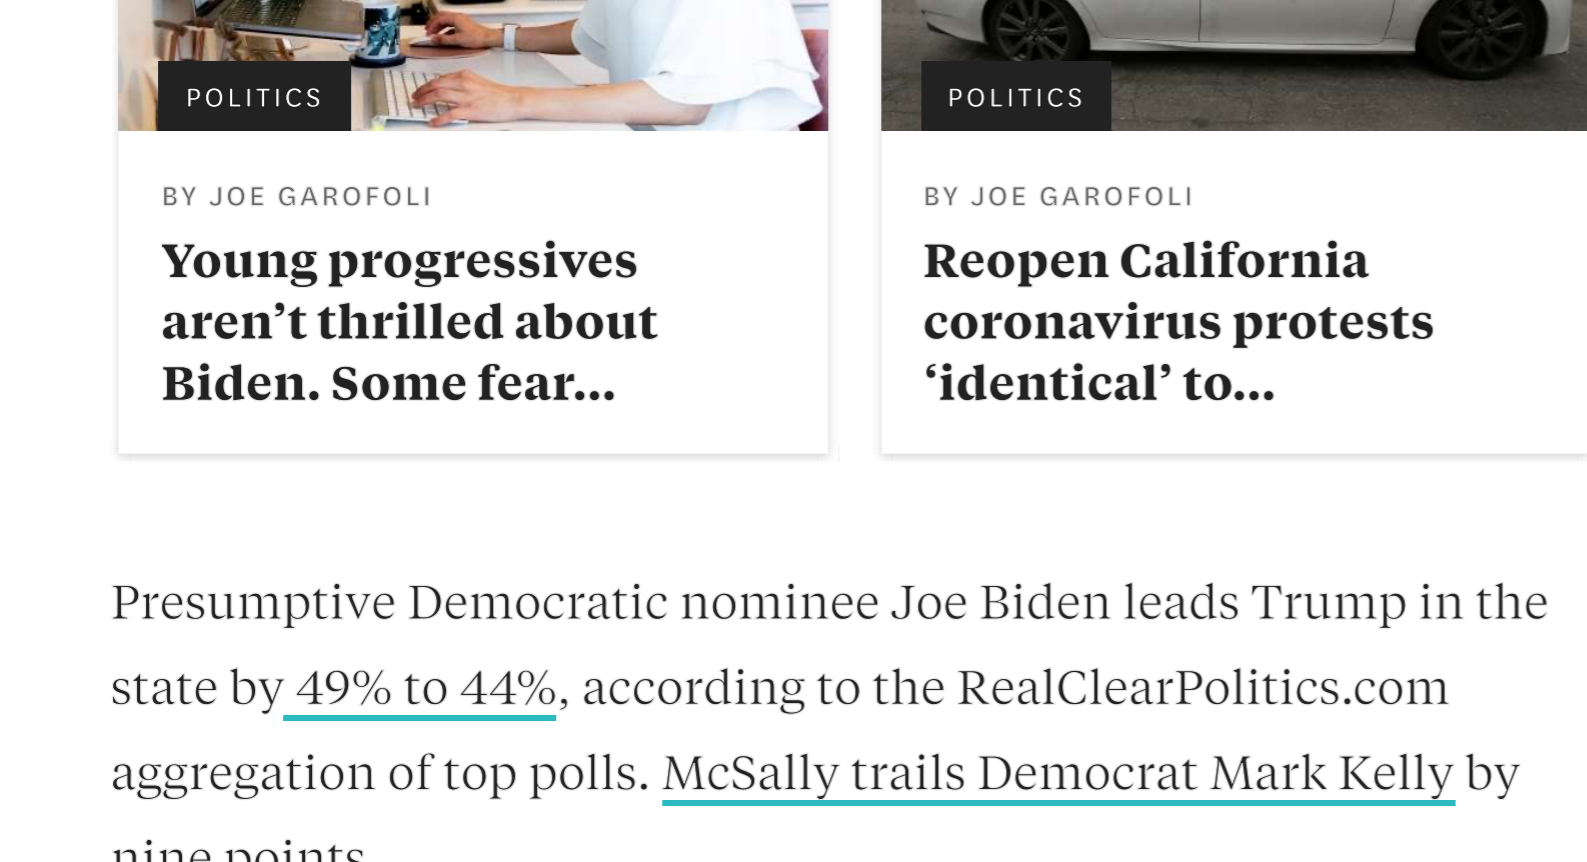 POLITICS
BY JOE GAROFOLI
Young progressives
aren’t thrilled about
Biden. Some fear...
POLITICS
BY JOE GAROFOLI
Reopen California
coronavirus protests
‘identical’ to...
Presumptive Democratic nominee Joe Biden leads Trump in the
state by 49% to 44%, according to the RealClearPolitics.com
aggregation of top polls. McSally trails Democrat Mark Kelly by
nine points.